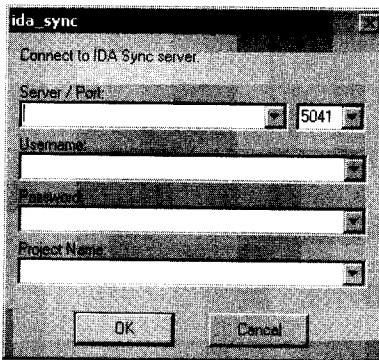 ida_sync
Connect to IDA Sync server.
Server / Port:
5041
Username:
Password:
Project Name:
OK
Cancel